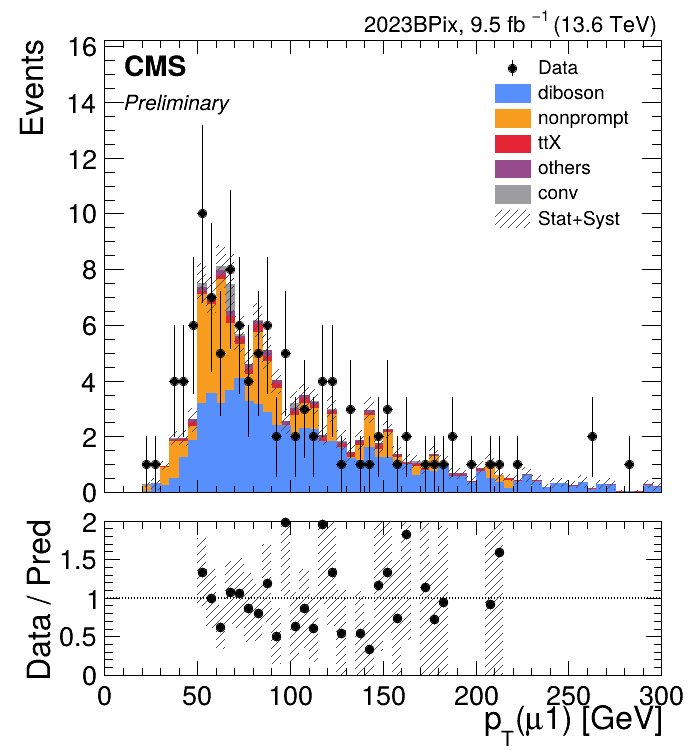 2023BPix, 9.5 fb⁻¹ (13.6 TeV)
CMS
Preliminary
Events
16
14
12
10
8
6
4
2
0
Data
diboson
nonprompt
ttX
others
conv
Stat+Syst
Data / Pred
2
1.5
1
0.5
0
0 50 100 150 200 250 300
p_T(μ1) [GeV]